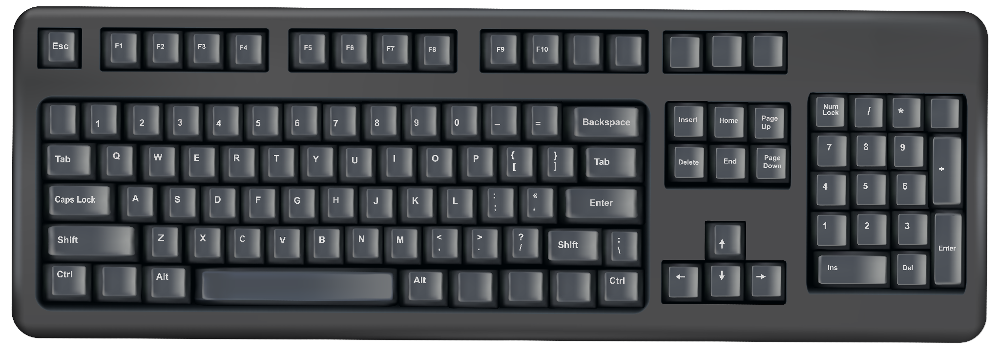 Esc F1 F2 F3 F4 F5 F6 F7 F8 F9 F10
1 2 3 4 5 6 7 8 9 0 – = Backspace
Tab Q W E R T Y U I O P { [ } ] Tab
Caps Lock A S D F G H J K L : ; « ‘ Enter
Shift Z X C V B N M < , > . ? / Shift : \
Ctrl Alt Alt Ctrl
Insert Home Page Up
Delete End Page Down
↑
← ↓ →
Num Lock / *
7 8 9 +
4 5 6
1 2 3 Enter
Ins Del